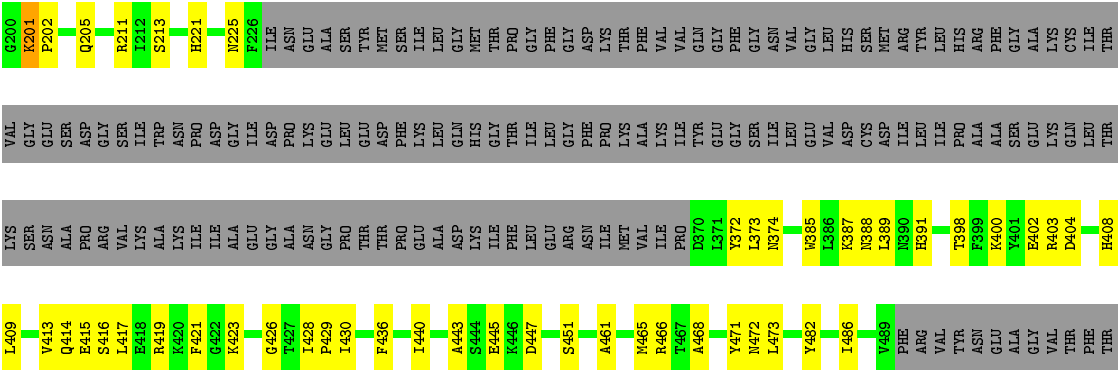 G200 K201 P202 Q205 R211 I212 S213 H221 N225 F226 ILE ASN GLU ALA SER TYR MET SER ILE LEU GLY MET THR PRO GLY PHE GLY ASP LYS THR PHE VAL VAL GLN GLY PHE GLY ASN VAL GLY LEU HIS SER MET ARG TYR LEU HIS ARG PHE GLY ALA LYS CYS ILE THR
VAL GLY GLU SER ASP GLY SER ILE TRP ASN PRO ASP GLY ILE ASP PRO LYS GLU LEU GLU ASP PHE LYS LEU GLN HIS GLY THR ILE LEU GLY PHE PRO LYS ALA LYS ILE TYR GLU GLY SER ILE LEU GLU VAL ASP CYS ASP ILE LEU ILE PRO ALA ALA SER GLU LYS GLN LEU THR
LYS SER ASN ALA PRO ARG VAL LYS ALA LYS ILE ILE ALA GLU GLY ALA ASN GLY PRO THR THR PRO GLU ALA ASP LYS ILE PHE LEU GLU ARG ASN ILE MET VAL ILE PRO D370 L371 Y372 L373 N374 W385 L386 K387 N388 L389 N390 H391 T398 F399 K400 Y401 E402 R403 D404 H408
L409 V413 Q414 E415 S416 L417 E418 R419 K420 F421 G422 K423 G426 T427 I428 P429 I430 F436 I440 A443 S444 E445 K446 D447 S451 A461 M465 R466 T467 A468 Y471 N472 L473 Y482 I486 V489 PHE ARG VAL TYR ASN GLU ALA GLY VAL THR PHE THR